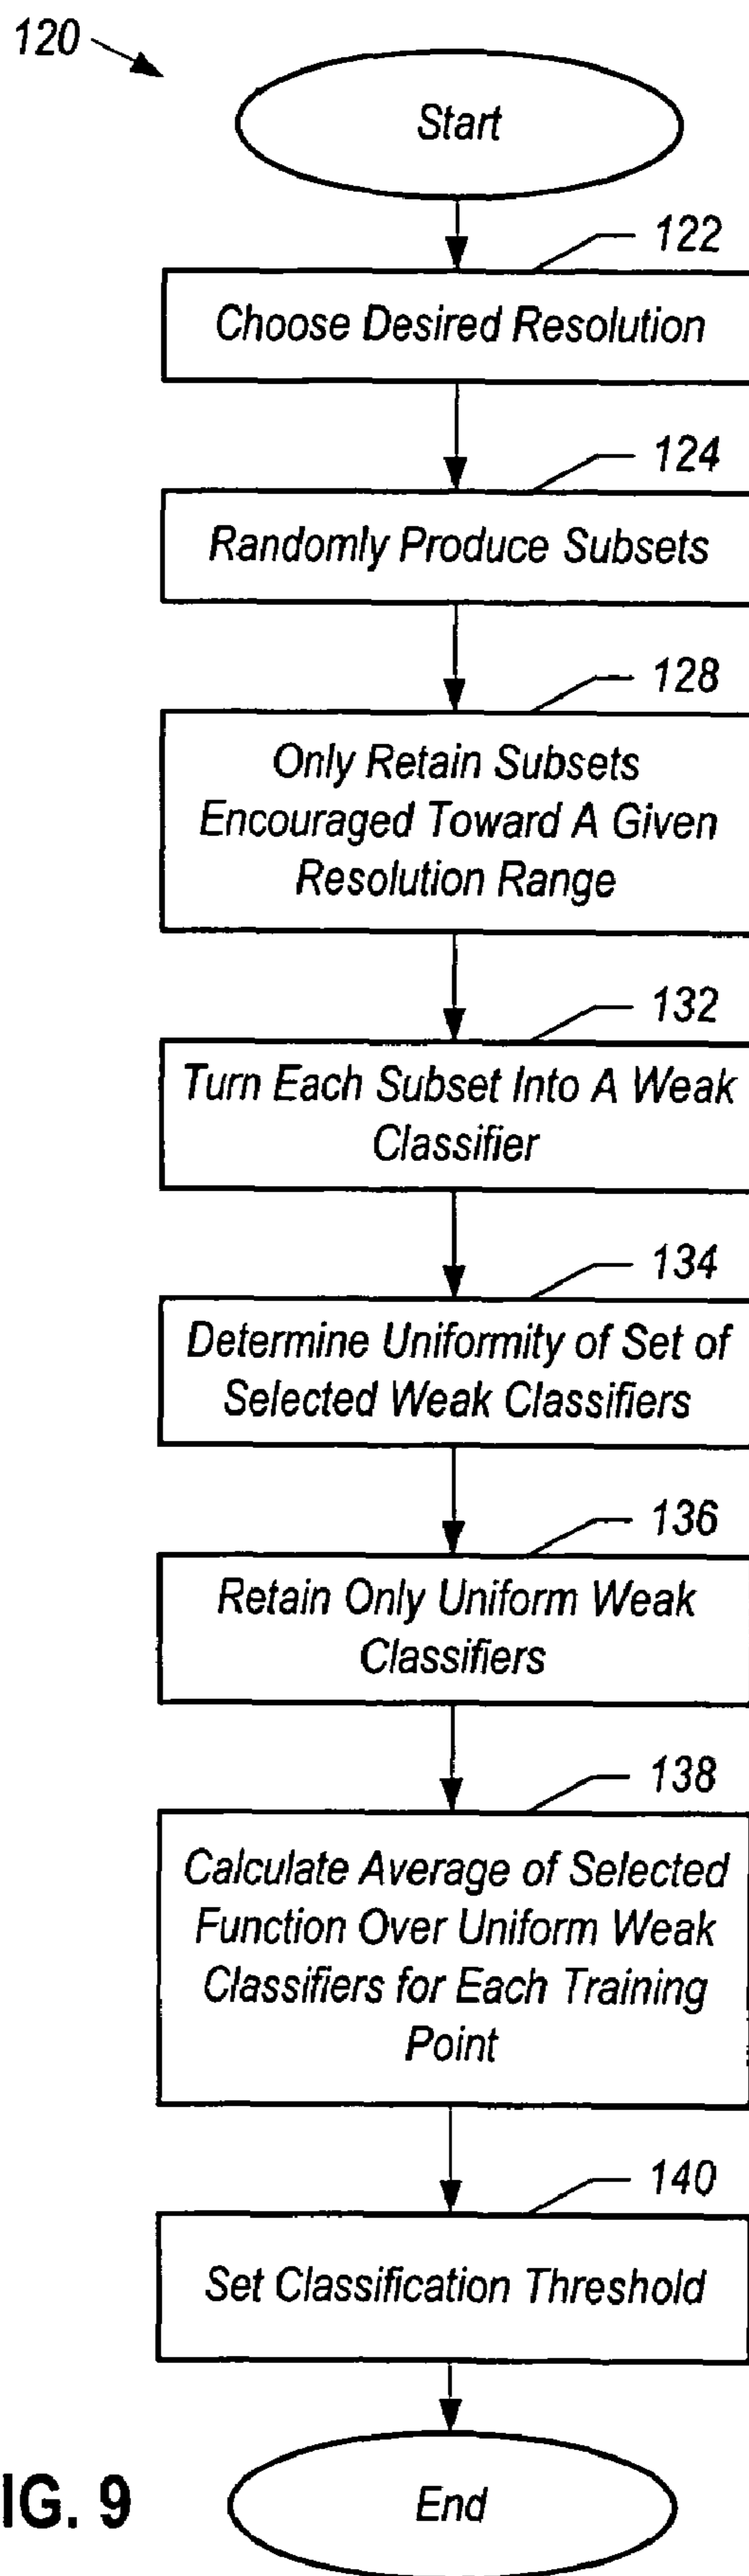 120
Start
122
Choose Desired Resolution
124
Randomly Produce Subsets
128
Only Retain Subsets
Encouraged Toward A Given
Resolution Range
132
Turn Each Subset Into A Weak
Classifier
134
Determine Uniformity of Set of
Selected Weak Classifiers
136
Retain Only Uniform Weak
Classifiers
138
Calculate Average of Selected
Function Over Uniform Weak
Classifiers for Each Training
Point
140
Set Classification Threshold
End
IG. 9